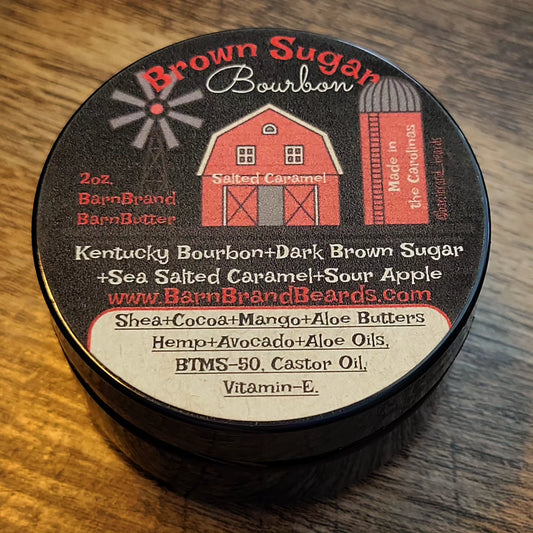 Brown Sugar
Bourbon
Salted Caramel
Made in
the Carolinas
2oz.
BarnBrand
BarnButter
Kentucky Bourbon+Dark Brown Sugar
+Sea Salted Caramel+Sour Apple
www.BarnBrandBeards.com
Shea+Cocoa+Mango+Aloe Butters
Hemp+Avocado+Aloe Oils,
BTMS-50, Castor Oil,
Vitamin-E.